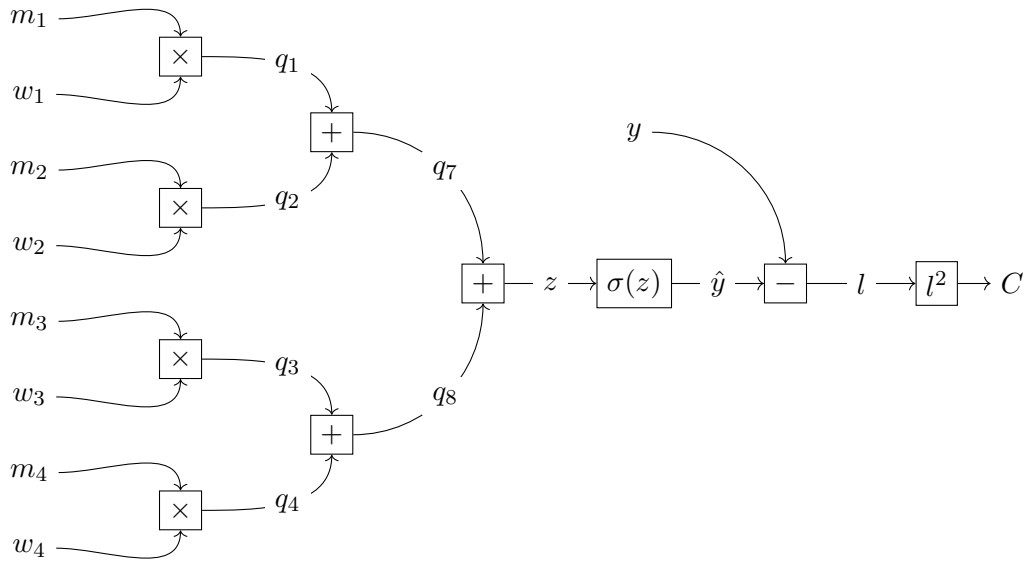 m₁
×
q₁
w₁
+
y
m₂
q₇
×
q₂
w₂
+
z
σ(z)
ŷ
−
l
l²
C
m₃
×
q₃
w₃
q₈
+
m₄
×
q₄
w₄